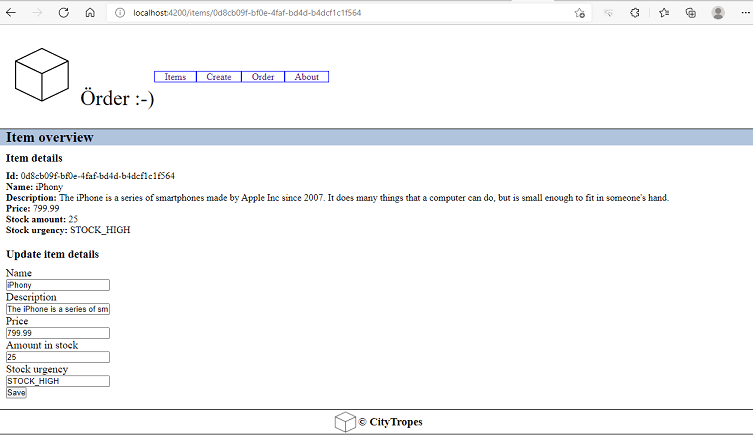 localhost:4200/items/0d8cb09f-bf0e-4faf-bd4d-b4dcf1c1f564
Örder :-)
Items Create Order About
Item overview
Item details
Id: 0d8cb09f-bf0e-4faf-bd4d-b4dcf1c1f564
Name: iPhony
Description: The iPhone is a series of smartphones made by Apple Inc since 2007. It does many things that a computer can do, but is small enough to fit in someone's hand.
Price: 799.99
Stock amount: 25
Stock urgency: STOCK_HIGH
Update item details
Name
iPhony
Description
The iPhone is a series of sm
Price
799.99
Amount in stock
25
Stock urgency
STOCK_HIGH
Save
© CityTropes